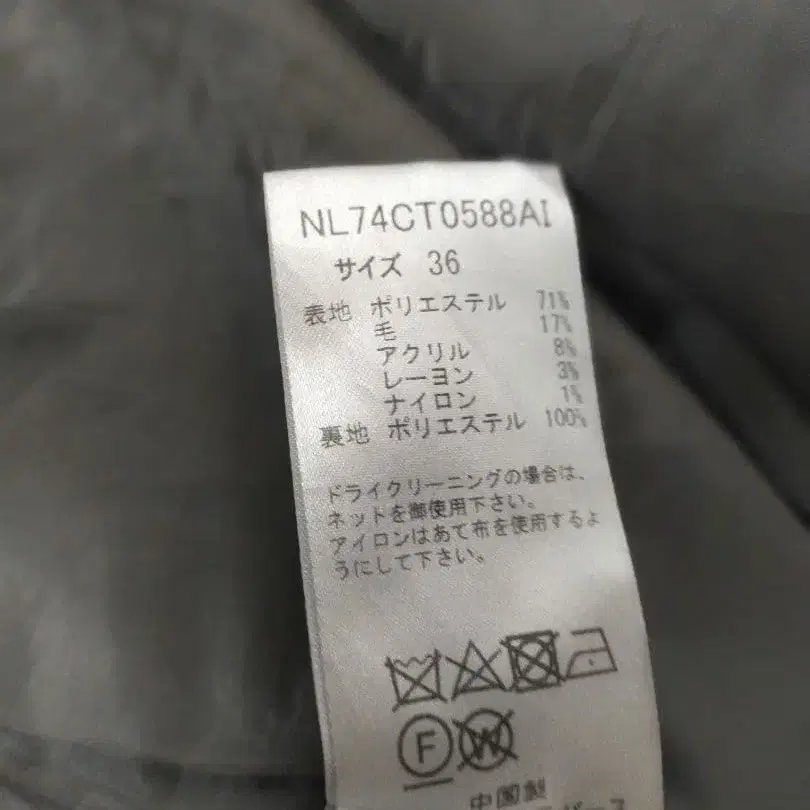 NL74CT0588AI
サイズ 36
表地 ポリエステル 71%
毛 17%
アクリル 8%
レーヨン 3%
ナイロン 1%
裏地 ポリエステル 100%
ドライクリーニングの場合は、
ネットを御使用下さい。
アイロンはあて布を使用するよ
うにして下さい。
F W
中国製